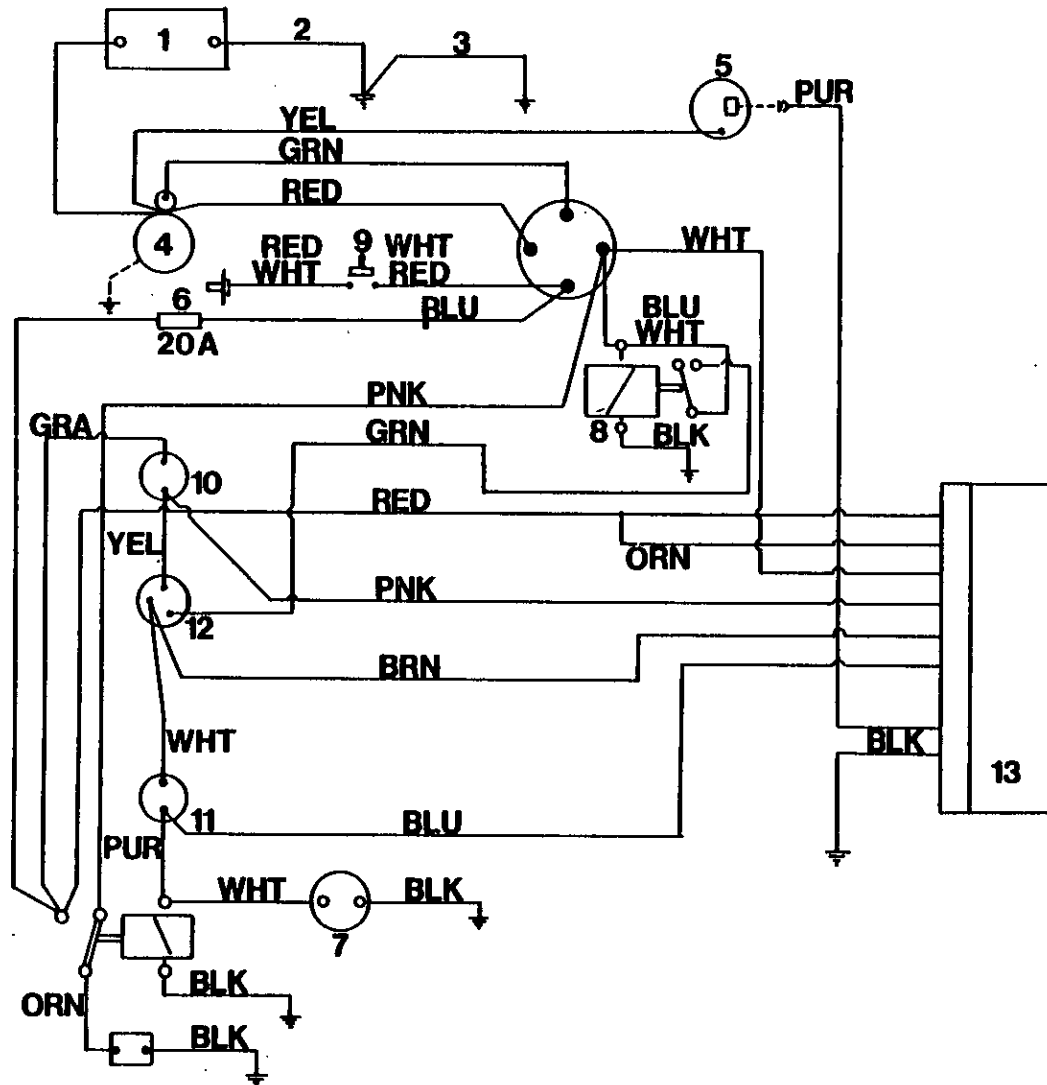 1
2
3
5
PUR
YEL
GRN
RED
4
RED 9 WHT
WHT RED
WHT
6
BLU
20A
BLU
WHT
PNK
8
BLK
GRA
GRN
10
RED
YEL
ORN
PNK
12
BRN
WHT
BLK
13
11
BLU
PUR
WHT
BLK
7
BLK
ORN
BLK